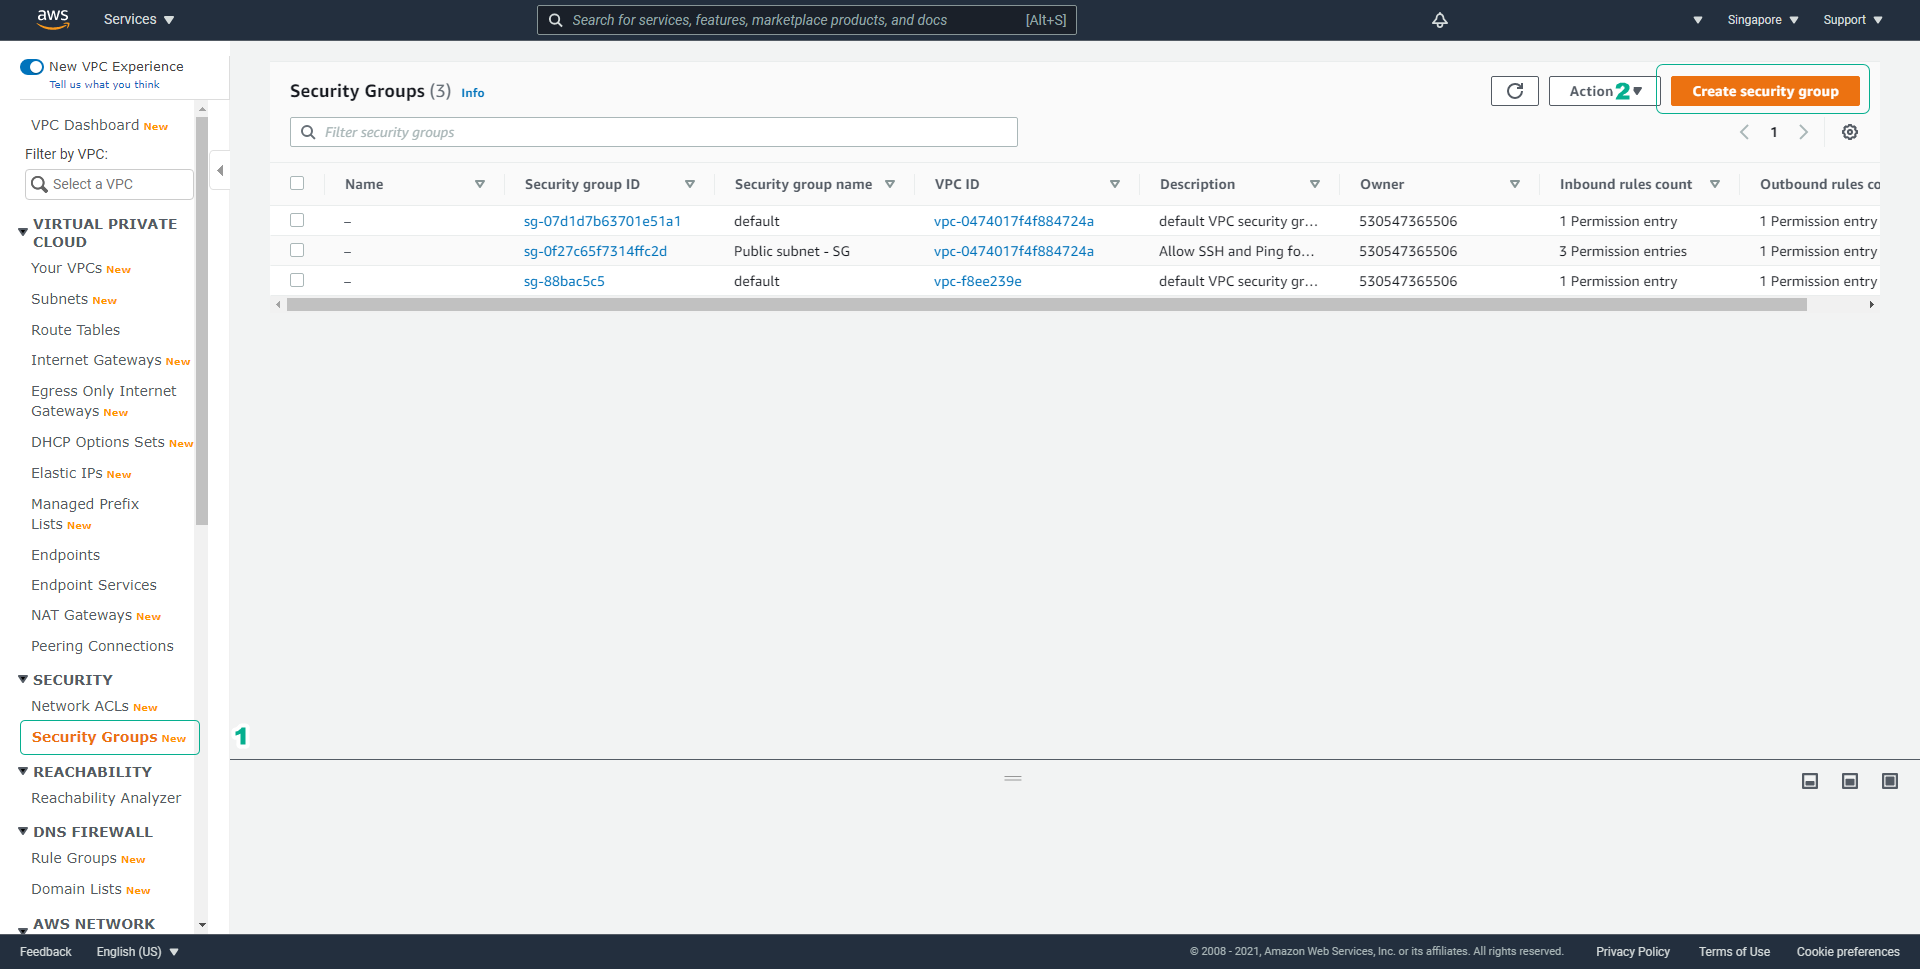 aws
Services
Search for services, features, marketplace products, and docs [Alt+S]
Singapore
Support
New VPC Experience
Tell us what you think
VPC Dashboard New
Filter by VPC:
Select a VPC
VIRTUAL PRIVATE
CLOUD
Your VPCs New
Subnets New
Route Tables
Internet Gateways New
Egress Only Internet
Gateways New
DHCP Options Sets New
Elastic IPs New
Managed Prefix
Lists New
Endpoints
Endpoint Services
NAT Gateways New
Peering Connections
SECURITY
Network ACLs New
Security Groups New
1
REACHABILITY
Reachability Analyzer
DNS FIREWALL
Rule Groups New
Domain Lists New
AWS NETWORK
Security Groups (3) Info
Action 2
Create security group
Filter security groups
1
Name Security group ID Security group name VPC ID Description Owner Inbound rules count Outbound rules co
– sg-07d1d7b63701e51a1 default vpc-0474017f4f884724a default VPC security gr... 530547365506 1 Permission entry 1 Permission entry
– sg-0f27c65f7314ffc2d Public subnet - SG vpc-0474017f4f884724a Allow SSH and Ping fo... 530547365506 3 Permission entries 1 Permission entry
– sg-88bac5c5 default vpc-f8ee239e default VPC security gr... 530547365506 1 Permission entry 1 Permission entry
Feedback English (US)
© 2008 - 2021, Amazon Web Services, Inc. or its affiliates. All rights reserved. Privacy Policy Terms of Use Cookie preferences